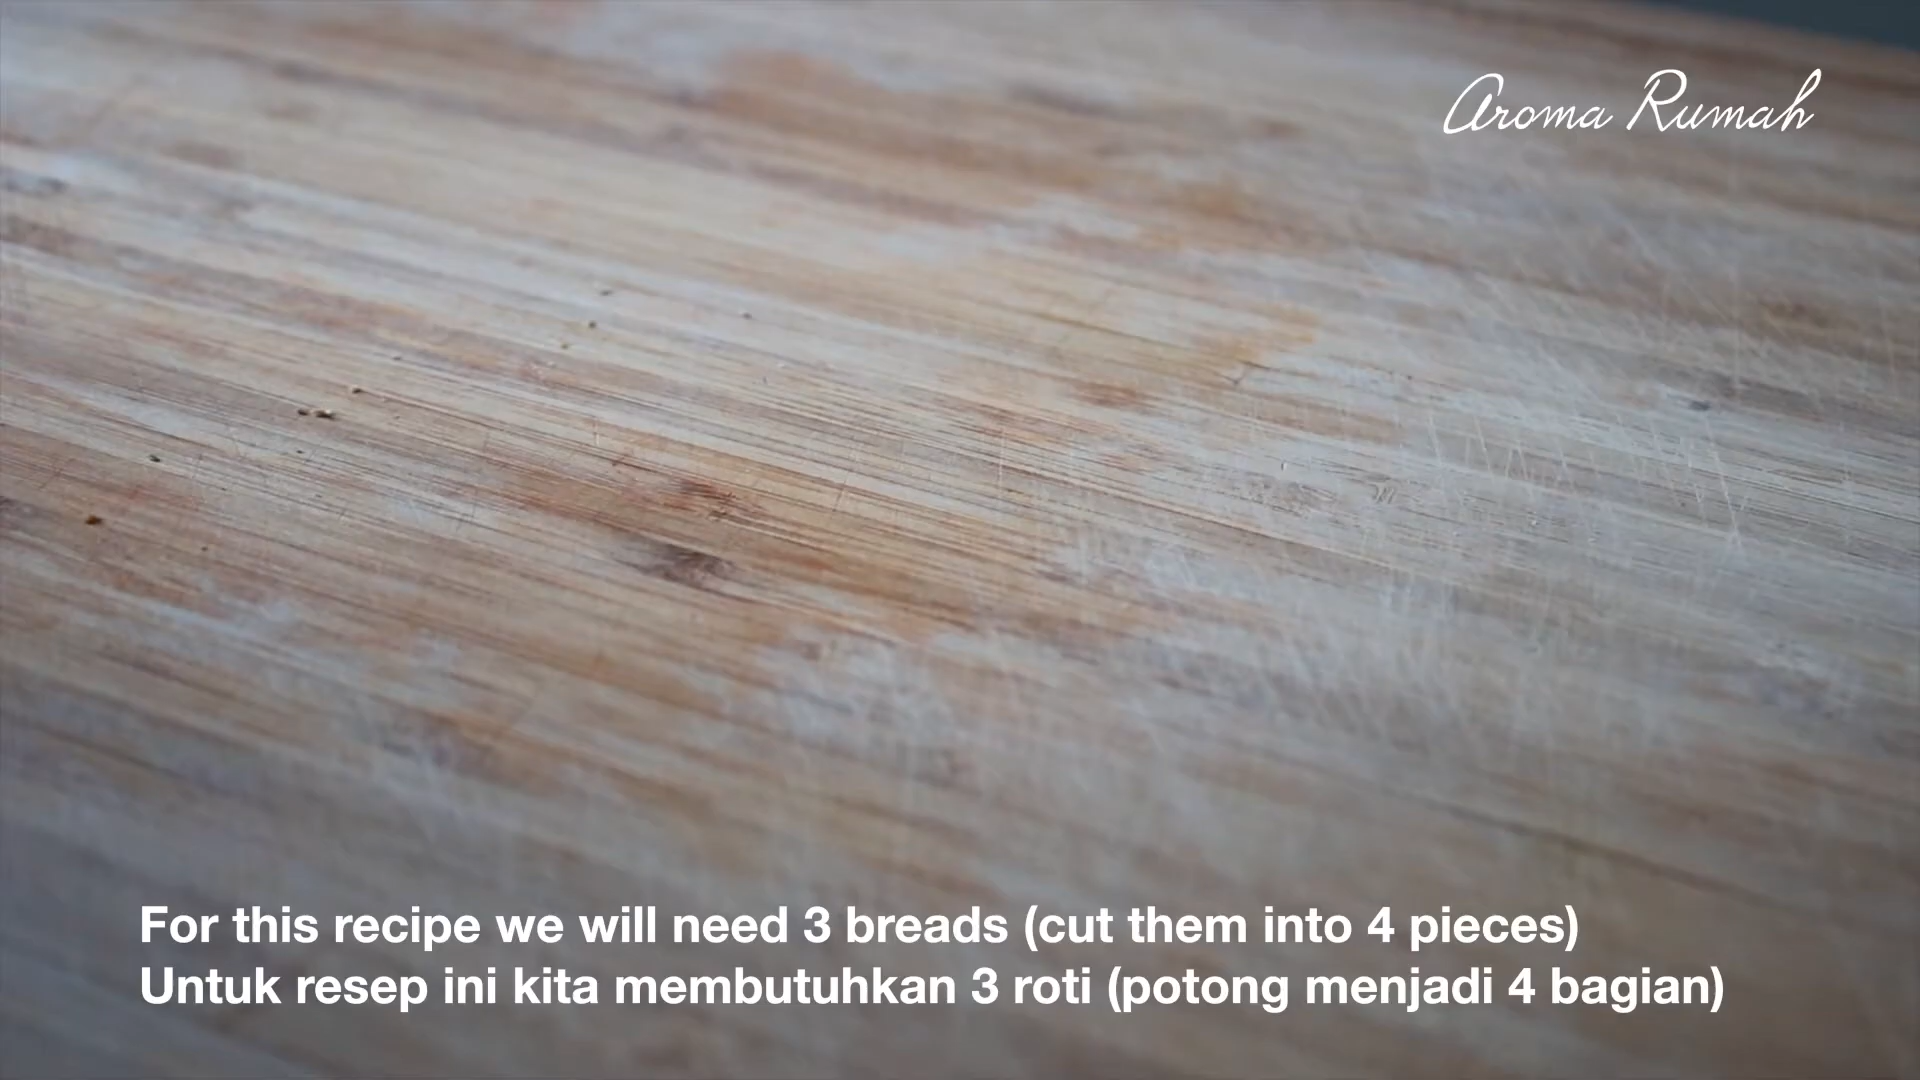 Aroma Rumah
For this recipe we will need 3 breads (cut them into 4 pieces)
Untuk resep ini kita membutuhkan 3 roti (potong menjadi 4 bagian)